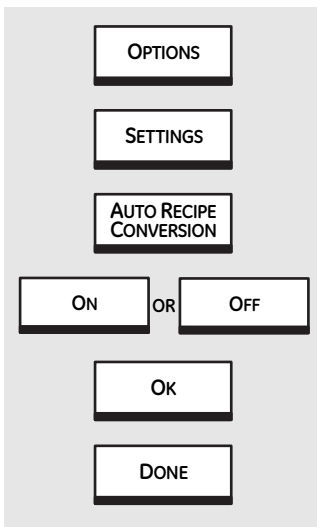 OPTIONS
SETTINGS
AUTO RECIPE
CONVERSION
ON OR OFF
OK
DONE